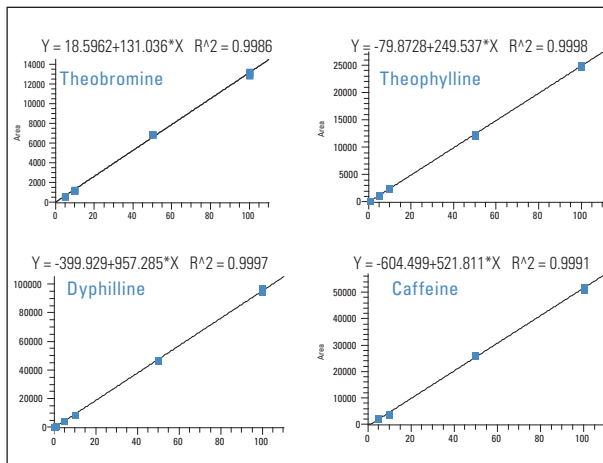 Y = 18.5962+131.036*X R^2 = 0.9986
Theobromine
14000
12000
10000
8000
6000
4000
2000
0
Area
0 20 40 60 80 100
Y = -79.8728+249.537*X R^2 = 0.9998
Theophylline
25000
20000
15000
10000
5000
0
Area
0 20 40 60 80 100
Y = -399.929+957.285*X R^2 = 0.9997
Dyphilline
100000
80000
60000
40000
20000
0
0 20 40 60 80 100
Y = -604.499+521.811*X R^2 = 0.9991
Caffeine
50000
40000
30000
20000
10000
0
Area
0 20 40 60 80 100